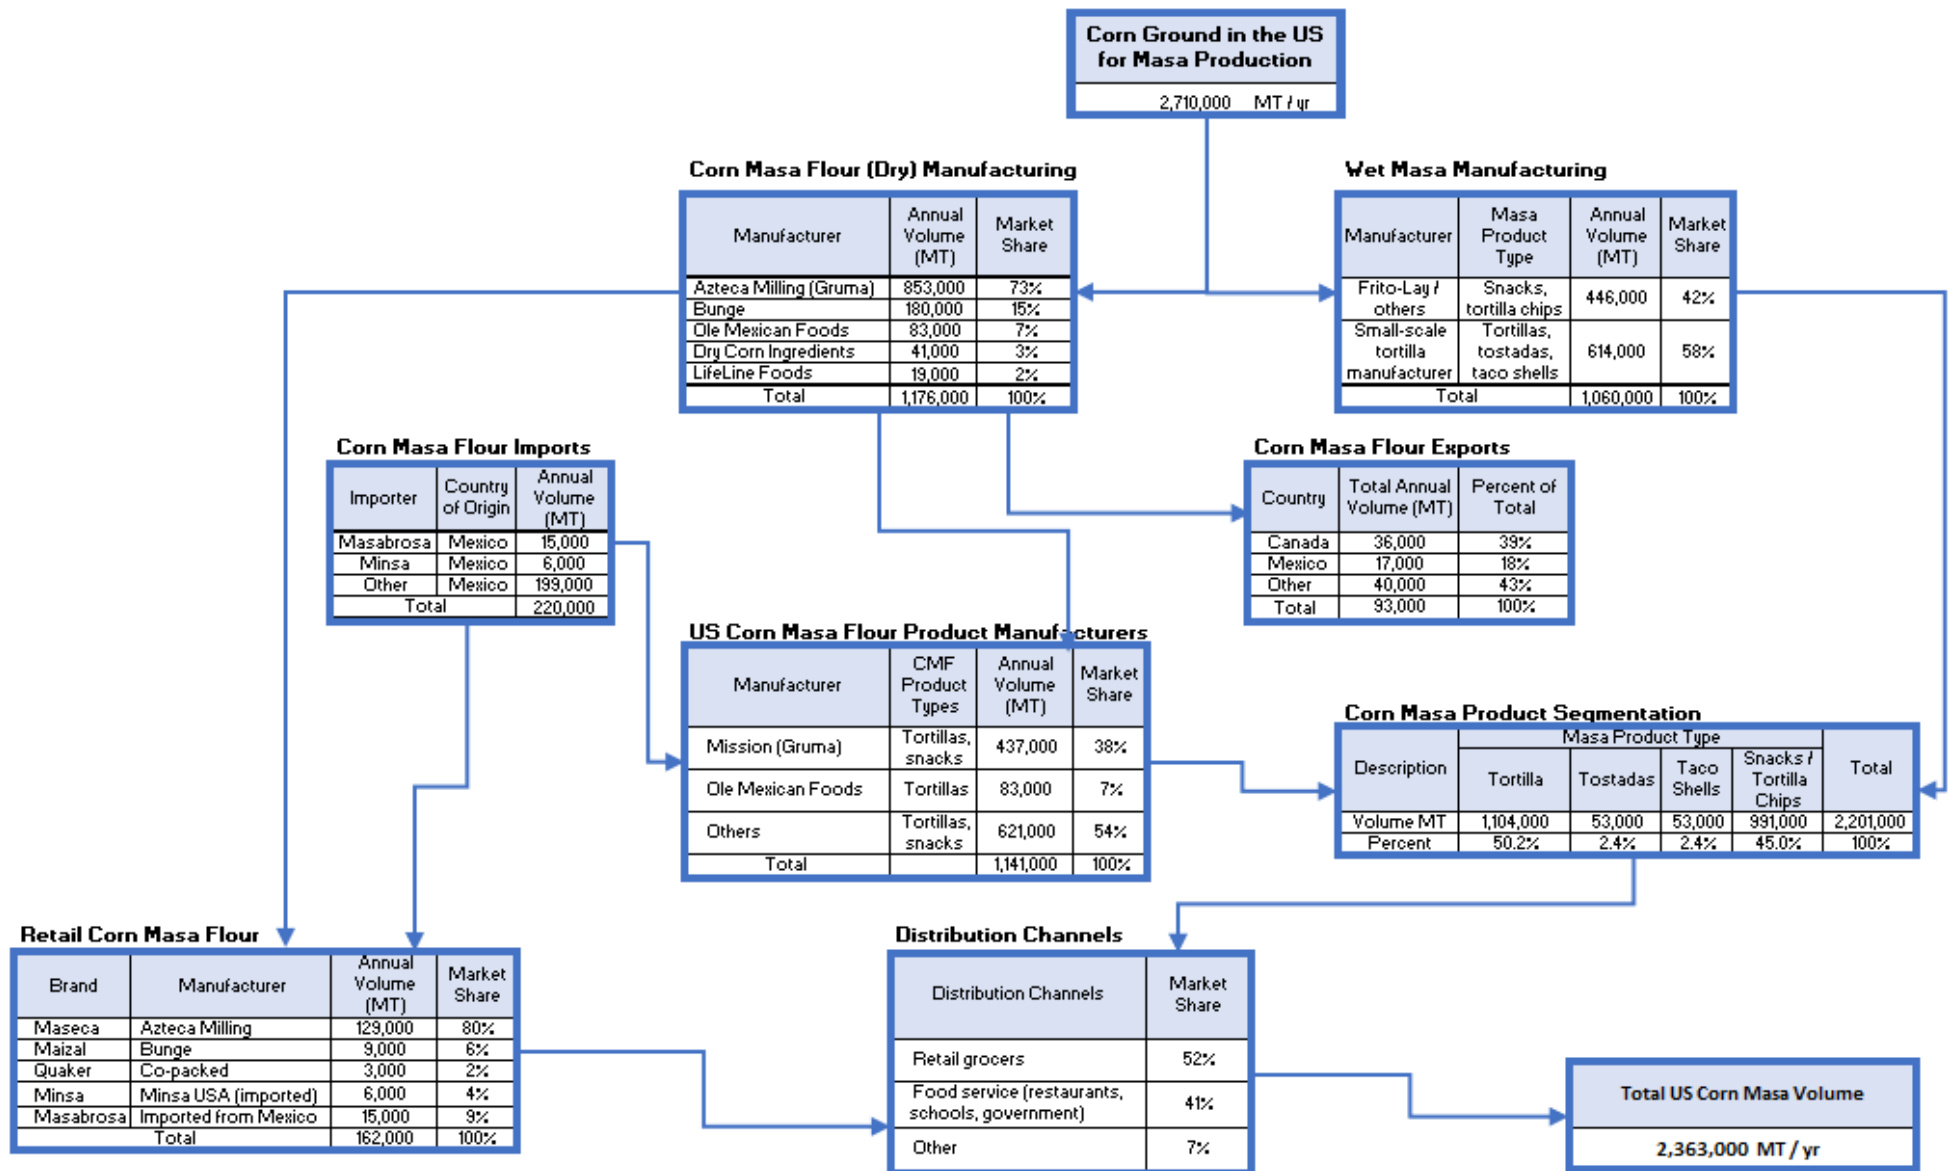 Corn Ground in the US
for Masa Production
2,710,000 MT / yr
Corn Masa Flour (Dry) Manufacturing
Manufacturer Annual Volume (MT) Market Share
Azteca Milling (Gruma) 853,000 73%
Bunge 180,000 15%
Ole Mexican Foods 83,000 7%
Dry Corn Ingredients 41,000 3%
LifeLine Foods 19,000 2%
Total 1,176,000 100%
Wet Masa Manufacturing
Manufacturer Masa Product Type Annual Volume (MT) Market Share
Frito-Lay / others Snacks, tortilla chips 446,000 42%
Small-scale tortilla manufacturer Tortillas, tostadas, taco shells 614,000 58%
Total 1,060,000 100%
Corn Masa Flour Imports
Importer Country of Origin Annual Volume (MT)
Masabrosa Mexico 15,000
Minsa Mexico 6,000
Other Mexico 199,000
Total 220,000
Corn Masa Flour Exports
Country Total Annual Volume (MT) Percent of Total
Canada 36,000 39%
Mexico 17,000 18%
Other 40,000 43%
Total 93,000 100%
US Corn Masa Flour Product Manufacturers
Manufacturer CMF Product Types Annual Volume (MT) Market Share
Mission (Gruma) Tortillas, snacks 437,000 38%
Ole Mexican Foods Tortillas 83,000 7%
Others Tortillas, snacks 621,000 54%
Total 1,141,000 100%
Corn Masa Product Segmentation
Description Masa Product Type Total
Tortilla Tostadas Taco Shells Snacks / Tortilla Chips
Volume MT 1,104,000 53,000 53,000 991,000 2,201,000
Percent 50.2% 2.4% 2.4% 45.0% 100%
Retail Corn Masa Flour
Brand Manufacturer Annual Volume (MT) Market Share
Maseca Azteca Milling 129,000 80%
Maizal Bunge 9,000 6%
Quaker Co-packed 3,000 2%
Minsa Minsa USA (imported) 6,000 4%
Masabrosa Imported from Mexico 15,000 9%
Total 162,000 100%
Distribution Channels
Distribution Channels Market Share
Retail grocers 52%
Food service (restaurants, schools, government) 41%
Other 7%
Total US Corn Masa Volume
2,363,000 MT / yr